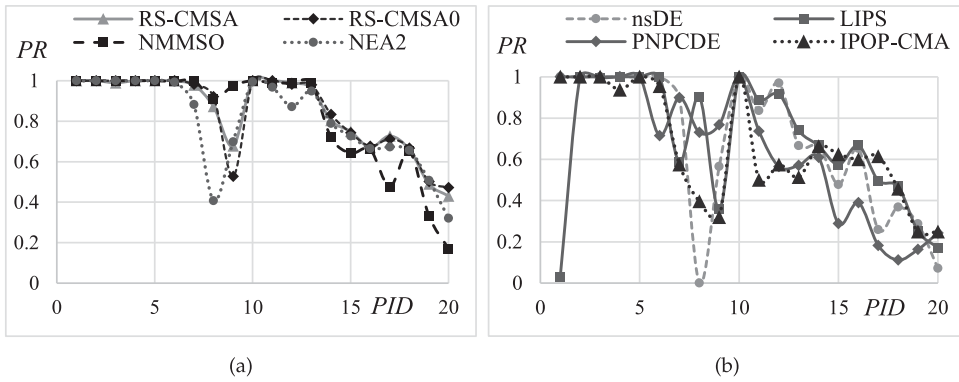 RS-CMSA RS-CMSA0
NMMSO NEA2
PR
1
0.8
0.6
0.4
0.2
0
0 5 10 15 20
PID
(a)
nsDE LIPS
PNPCDE IPOP-CMA
PR
1
0.8
0.6
0.4
0.2
0
0 5 10 15 20
PID
(b)